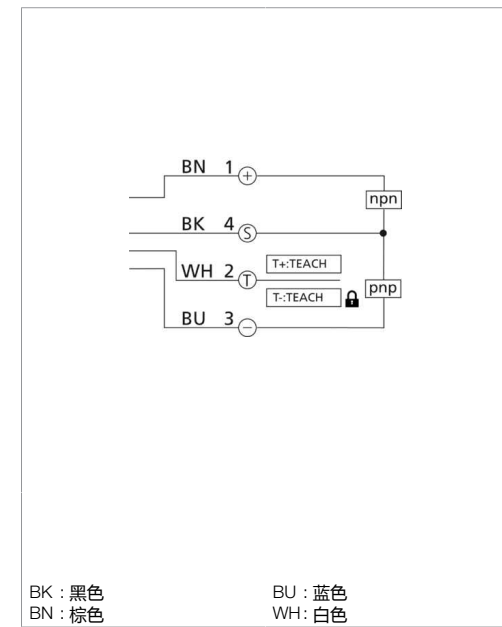 BN 1 +
npn
BK 4 S
T+:TEACH
WH 2 T
pnp
T-:TEACH
BU 3 −
BK : 黑色 BU : 蓝色
BN : 棕色 WH : 白色